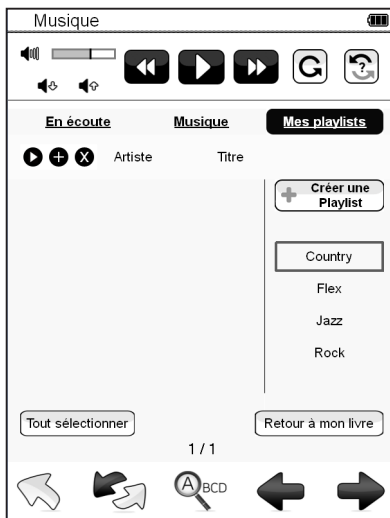 Musique
En écoute Musique Mes playlists
Artiste Titre
Créer une
Playlist
Country
Flex
Jazz
Rock
Tout sélectionner Retour à mon livre
1 / 1
A BCD